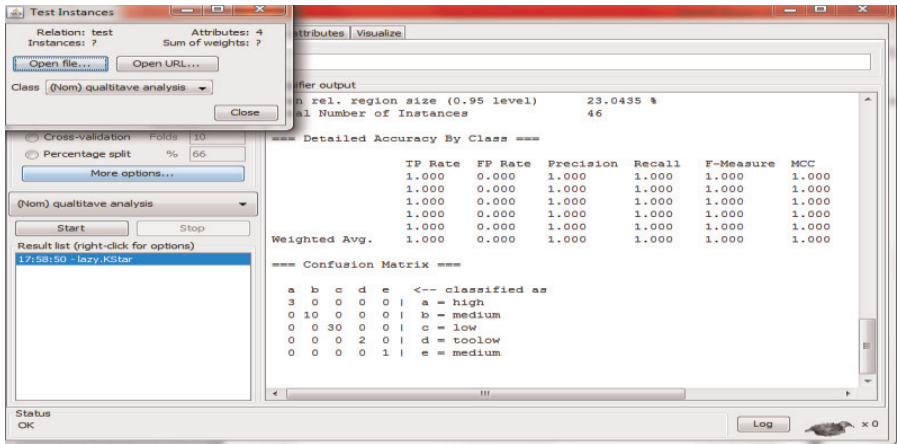 Test Instances
Relation: test Attributes: 4
Instances: ? Sum of weights: ?
Open file... Open URL...
Class (Nom) qualtitave analysis
Close
attributes Visualize
ifier output
n rel. region size (0.95 level) 23.0435 %
al Number of Instances 46
Cross-validation Folds 10
Percentage split % 66
More options...
(Nom) qualtitave analysis
Start Stop
Result list (right-click for options)
17:58:50 - lazy.KStar
=== Detailed Accuracy By Class ===
TP Rate FP Rate Precision Recall F-Measure MCC
1.000 0.000 1.000 1.000 1.000 1.000
1.000 0.000 1.000 1.000 1.000 1.000
1.000 0.000 1.000 1.000 1.000 1.000
1.000 0.000 1.000 1.000 1.000 1.000
1.000 0.000 1.000 1.000 1.000 1.000
Weighted Avg. 1.000 0.000 1.000 1.000 1.000 1.000
=== Confusion Matrix ===
a b c d e <-- classified as
3 0 0 0 0 | a = high
0 10 0 0 0 | b = medium
0 0 30 0 0 | c = low
0 0 0 2 0 | d = toolow
0 0 0 0 1 | e = medium
Status
OK
Log
x 0